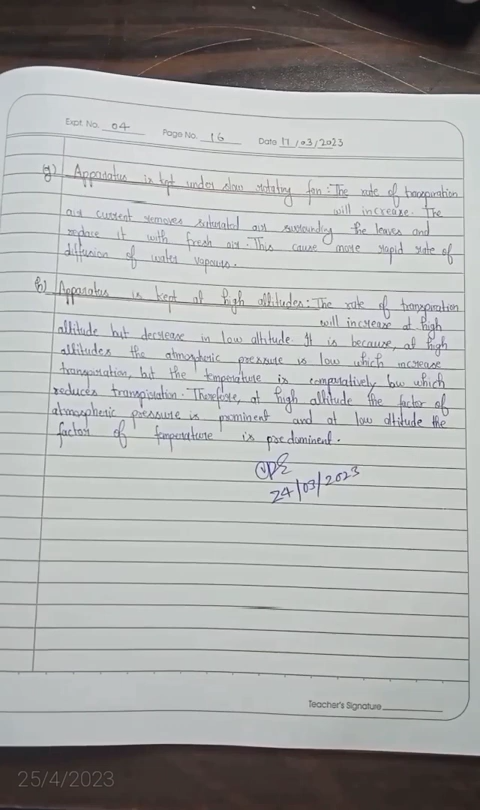 Expt. No. 04
Page No. 16
Date 17/03/2023
g) Apparatus is kept under slow rotating fan :- The rate of transpiration
will increase. The
air current removes saturated air surrounding the leaves and
replace it with fresh air. This cause more rapid rate of
diffusion of water vapours.
h) Apparatus is kept at high altitudes :- The rate of transpiration
will increase at high
altitude but decrease in low altitude. It is because, at high
altitudes the atmospheric pressure is low which increase
transpiration, but the temperature is comparatively low which
reduces transpiration. Therefore, at high altitude the factor of
atmospheric pressure is prominent and at low altitude the
factor of temperature is predominent.
24/03/2023
Teacher's Signature
25/4/2023